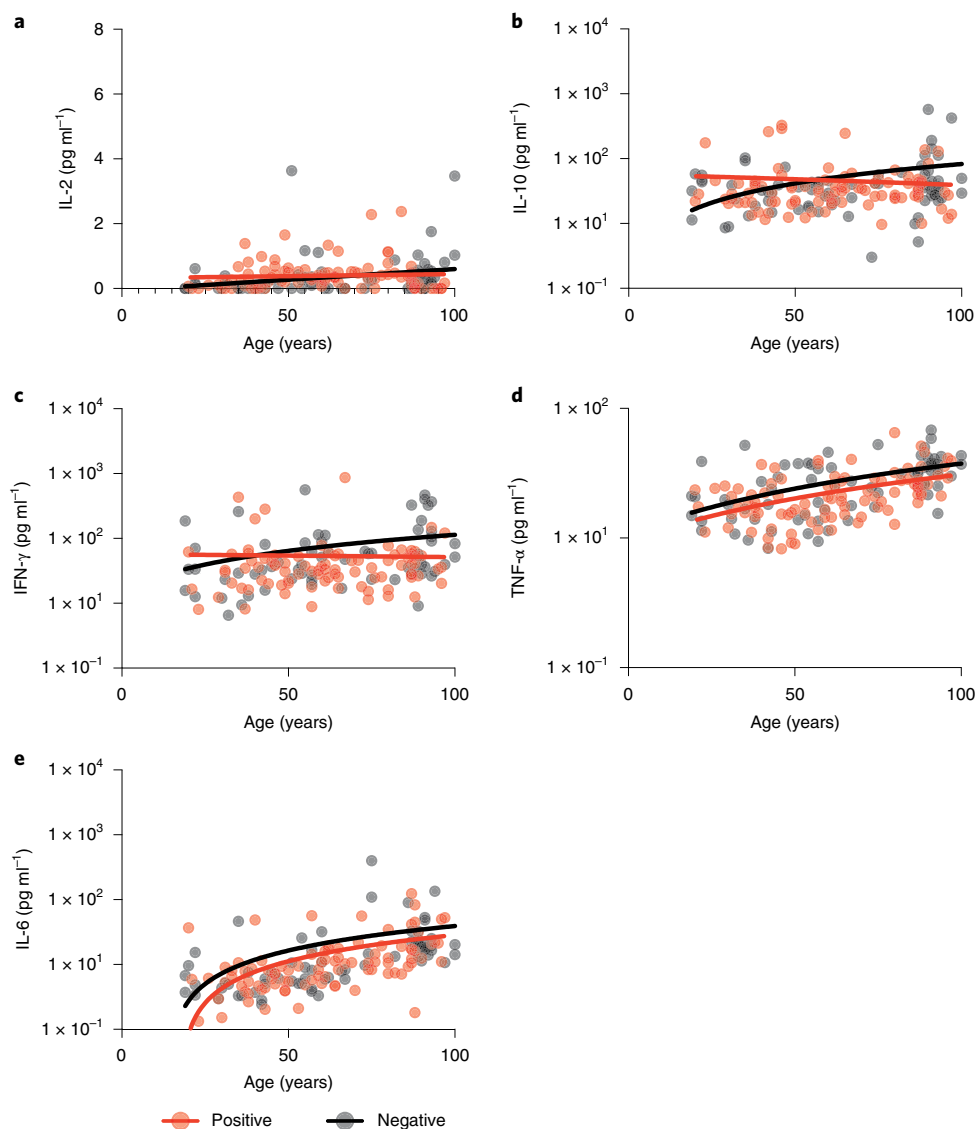 a
8
6
4
2
0
IL-2 (pg ml⁻¹)
0 50 100
Age (years)
b
1 × 10⁴
1 × 10³
1 × 10²
1 × 10¹
1 × 10⁻¹
IL-10 (pg ml⁻¹)
0 50 100
Age (years)
c
1 × 10⁴
1 × 10³
1 × 10²
1 × 10¹
1 × 10⁻¹
IFN-γ (pg ml⁻¹)
0 50 100
Age (years)
d
1 × 10²
1 × 10¹
1 × 10⁻¹
TNF-α (pg ml⁻¹)
0 50 100
Age (years)
e
1 × 10⁴
1 × 10³
1 × 10²
1 × 10¹
1 × 10⁻¹
IL-6 (pg ml⁻¹)
0 50 100
Age (years)
Positive Negative